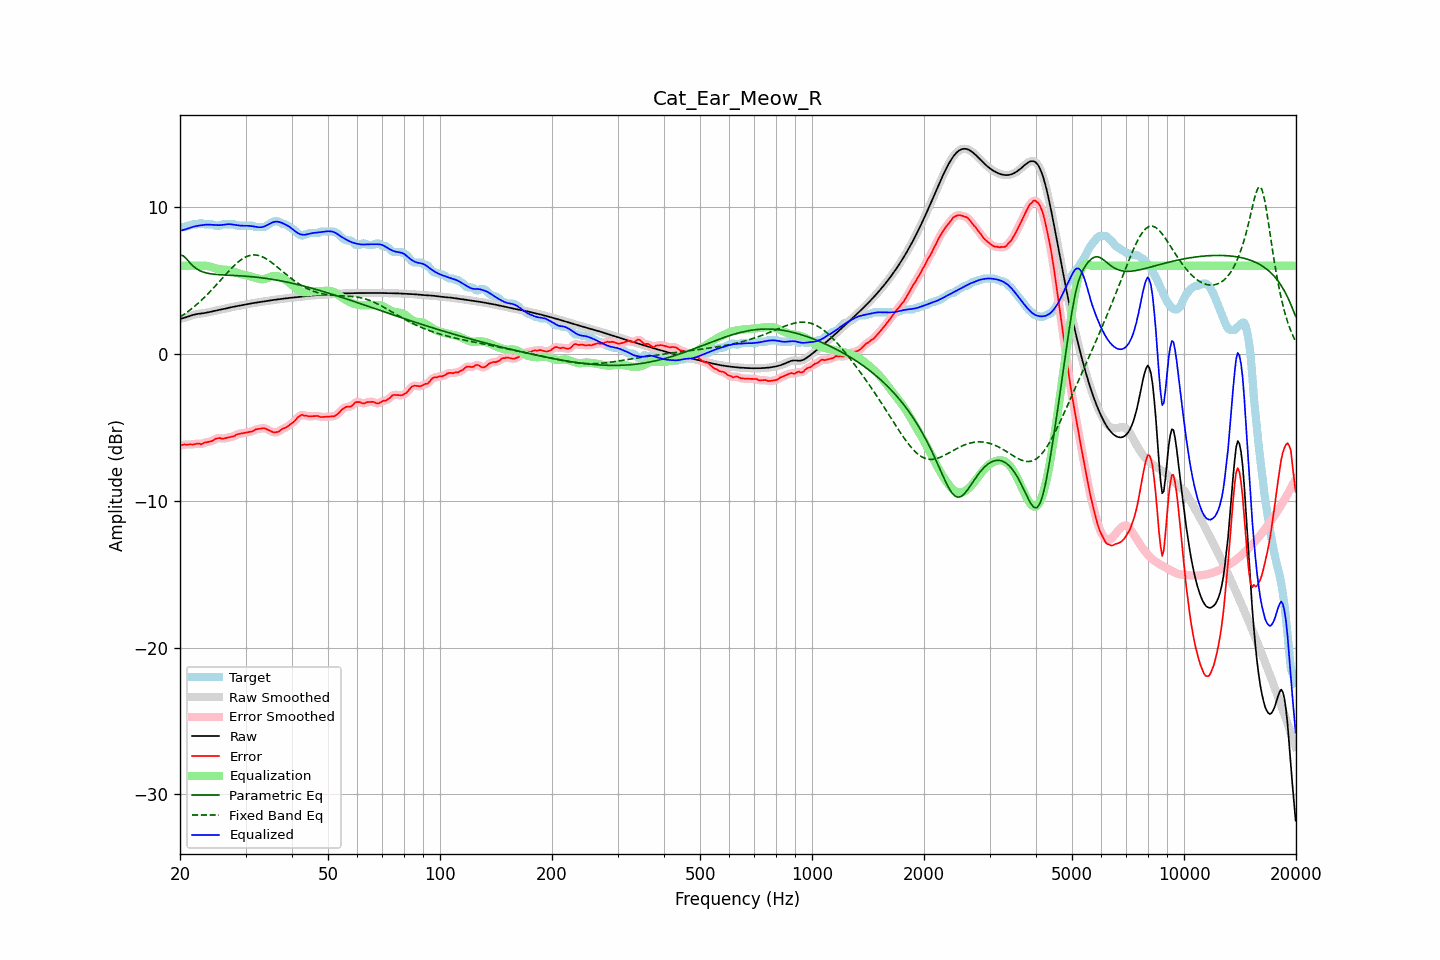 Cat_Ear_Meow_R
Amplitude (dBr)
10
0
−10
−20
−30
Target
Raw Smoothed
Error Smoothed
Raw
Error
Equalization
Parametric Eq
Fixed Band Eq
Equalized
20 50 100 200 500 1000 2000 5000 10000 20000
Frequency (Hz)